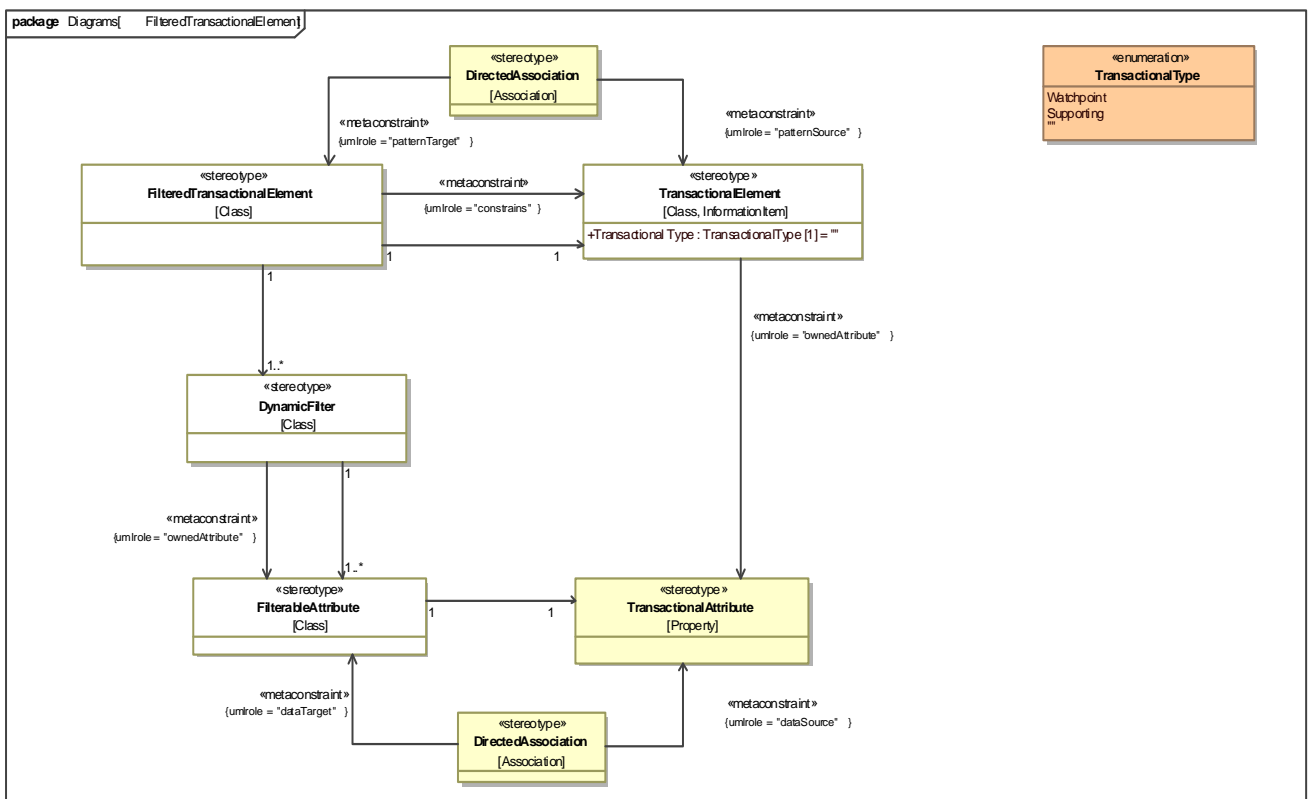 package Diagrams[ FilteredTransactionalElement]
«stereotype»
DirectedAssociation
[Association]
«enumeration»
TransactionalType
Watchpoint
Supporting
""
«metaconstraint»
{umlrole = "patternTarget" }
«metaconstraint»
{umlrole = "patternSource" }
«stereotype»
FilteredTransactionalElement
[Class]
«metaconstraint»
{umlrole = "constrains" }
«stereotype»
TransactionalElement
[Class, InformationItem]
+Transactional Type : TransactionalType [1] = ""
1
1
1
«metaconstraint»
{umlrole = "ownedAttribute" }
1..*
«stereotype»
DynamicFilter
[Class]
1
«metaconstraint»
{umlrole = "ownedAttribute" }
1..*
«stereotype»
FilterableAttribute
[Class]
1
1
«stereotype»
TransactionalAttribute
[Property]
«metaconstraint»
{umlrole = "dataTarget" }
«metaconstraint»
{umlrole = "dataSource" }
«stereotype»
DirectedAssociation
[Association]